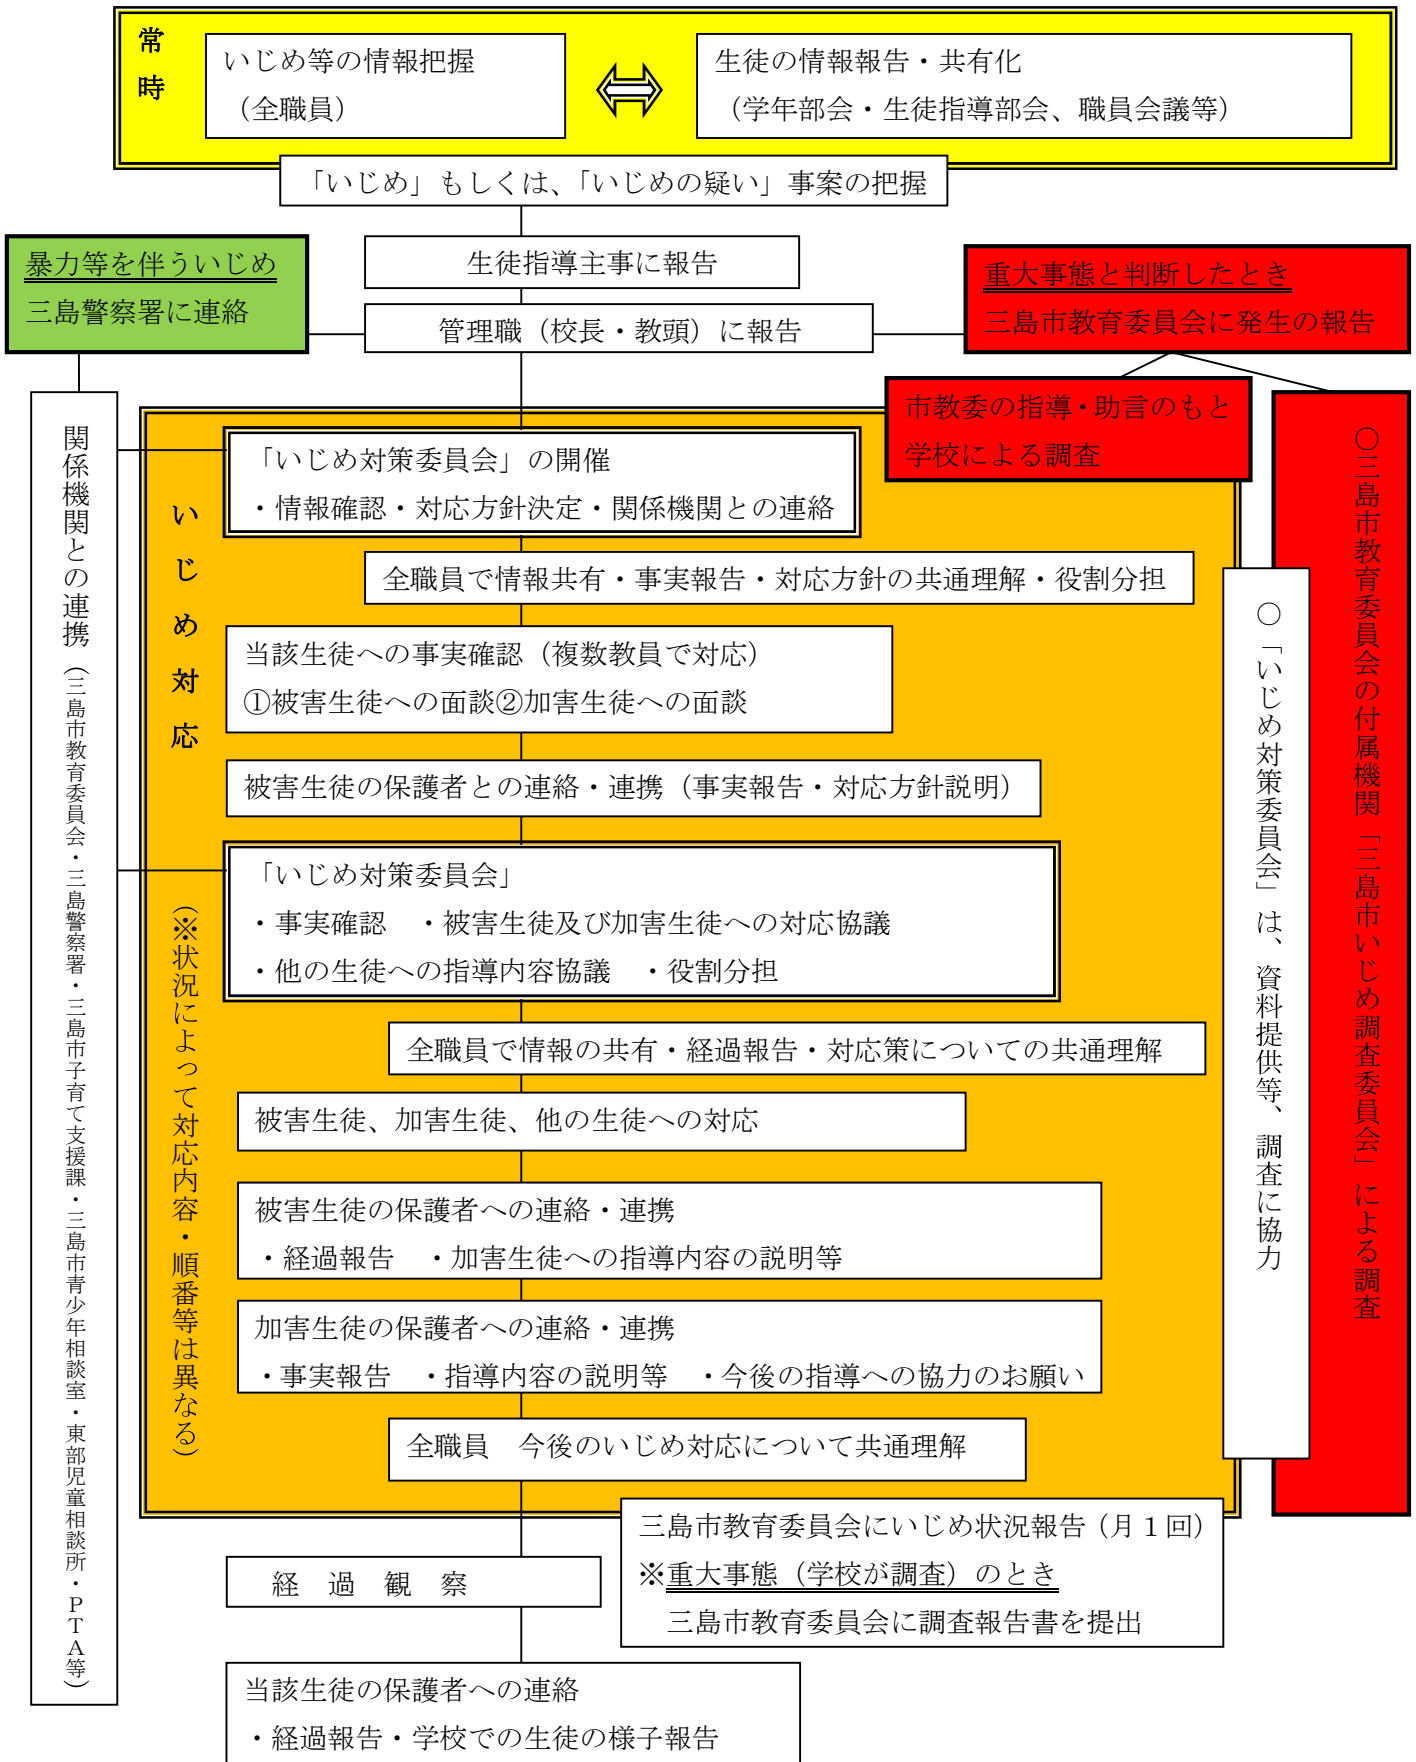 常時
いじめ等の情報把握
（全職員）
生徒の情報報告・共有化
（学年部会・生徒指導部会、職員会議等）
「いじめ」もしくは、「いじめの疑い」事案の把握
生徒指導主事に報告
暴力等を伴ういじめ
三島警察署に連絡
管理職（校長・教頭）に報告
重大事態と判断したとき
三島市教育委員会に発生の報告
市教委の指導・助言のもと
学校による調査
○三島市教育委員会の付属機関「三島市いじめ調査委員会」による調査
○「いじめ対策委員会」は、資料提供等、調査に協力
関係機関との連携（三島市教育委員会・三島警察署・三島市子育て支援課・三島市青少年相談室・東部児童相談所・PTA等）
いじめ対応
（※状況によって対応内容・順番等は異なる）
「いじめ対策委員会」の開催
・情報確認・対応方針決定・関係機関との連絡
全職員で情報共有・事実報告・対応方針の共通理解・役割分担
当該生徒への事実確認（複数教員で対応）
①被害生徒への面談②加害生徒への面談
被害生徒の保護者との連絡・連携（事実報告・対応方針説明）
「いじめ対策委員会」
・事実確認　・被害生徒及び加害生徒への対応協議
・他の生徒への指導内容協議　・役割分担
全職員で情報の共有・経過報告・対応策についての共通理解
被害生徒、加害生徒、他の生徒への対応
被害生徒の保護者への連絡・連携
・経過報告　・加害生徒への指導内容の説明等
加害生徒の保護者への連絡・連携
・事実報告　・指導内容の説明等　・今後の指導への協力のお願い
全職員　今後のいじめ対応について共通理解
三島市教育委員会にいじめ状況報告（月１回）
※重大事態（学校が調査）のとき
三島市教育委員会に調査報告書を提出
経　過　観　察
当該生徒の保護者への連絡
・経過報告・学校での生徒の様子報告